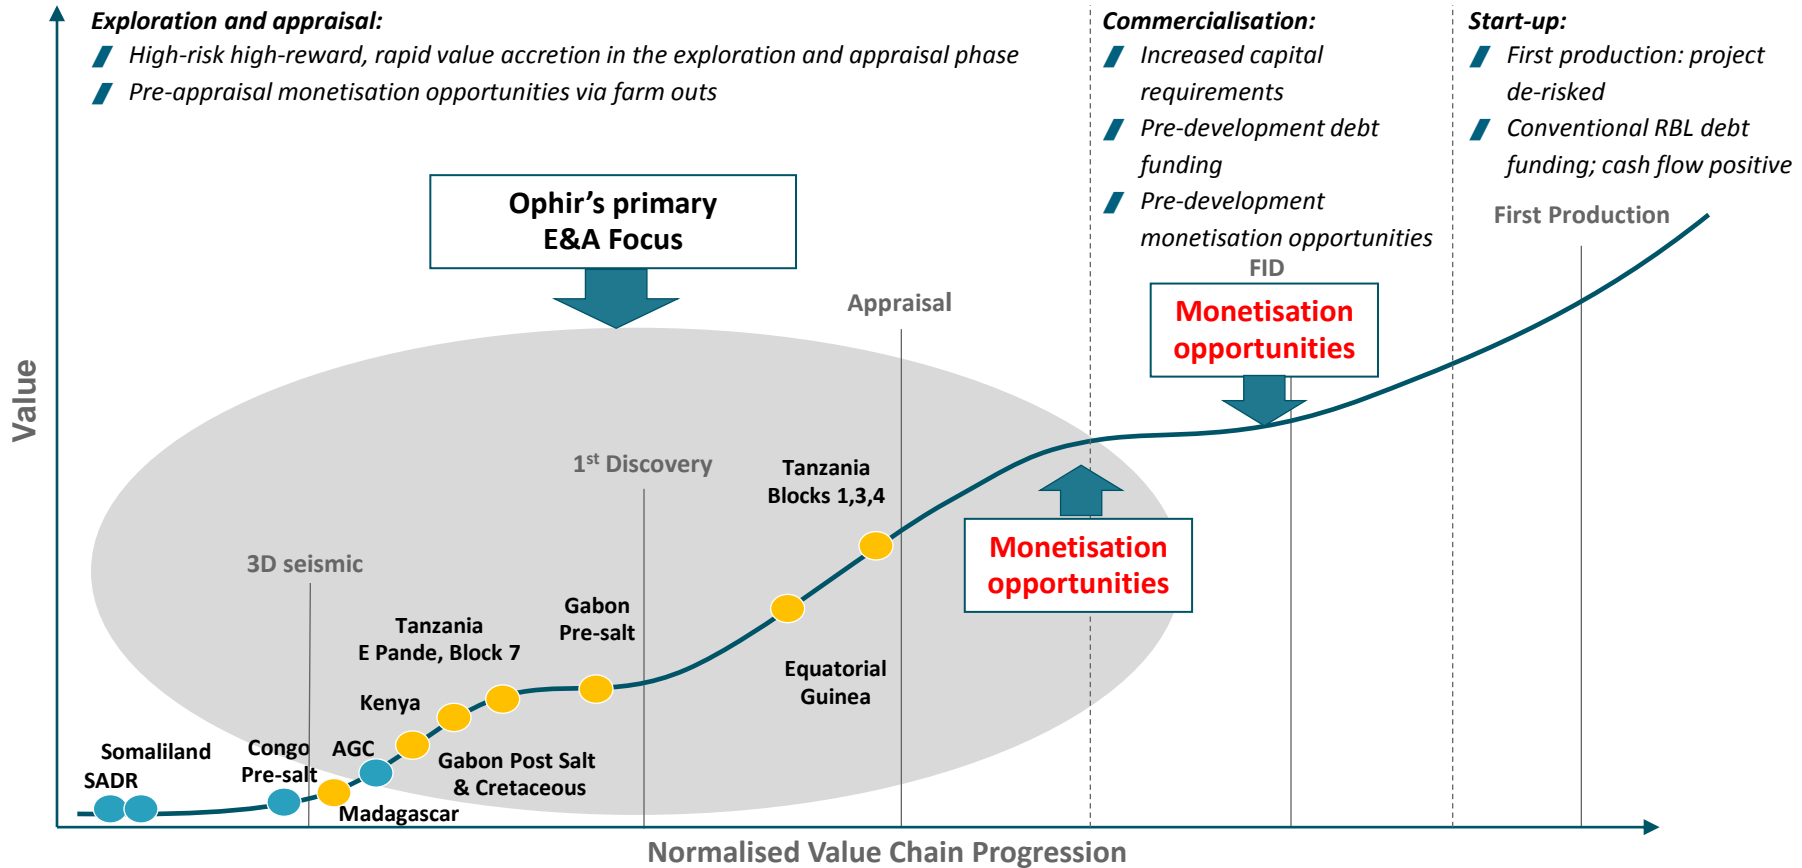 Exploration and appraisal:
High-risk high-reward, rapid value accretion in the exploration and appraisal phase
Pre-appraisal monetisation opportunities via farm outs
Commercialisation:
Increased capital
requirements
Pre-development debt
funding
Pre-development
monetisation opportunities
Start-up:
First production: project
de-risked
Conventional RBL debt
funding; cash flow positive
Ophir's primary
E&A Focus
First Production
FID
Appraisal
Monetisation
opportunities
Value
1st Discovery
Tanzania
Blocks 1,3,4
Monetisation
opportunities
3D seismic
Gabon
Pre-salt
Tanzania
E Pande, Block 7
Equatorial
Guinea
Kenya
Somaliland
SADR
Congo
Pre-salt
AGC
Gabon Post Salt
& Cretaceous
Madagascar
Normalised Value Chain Progression